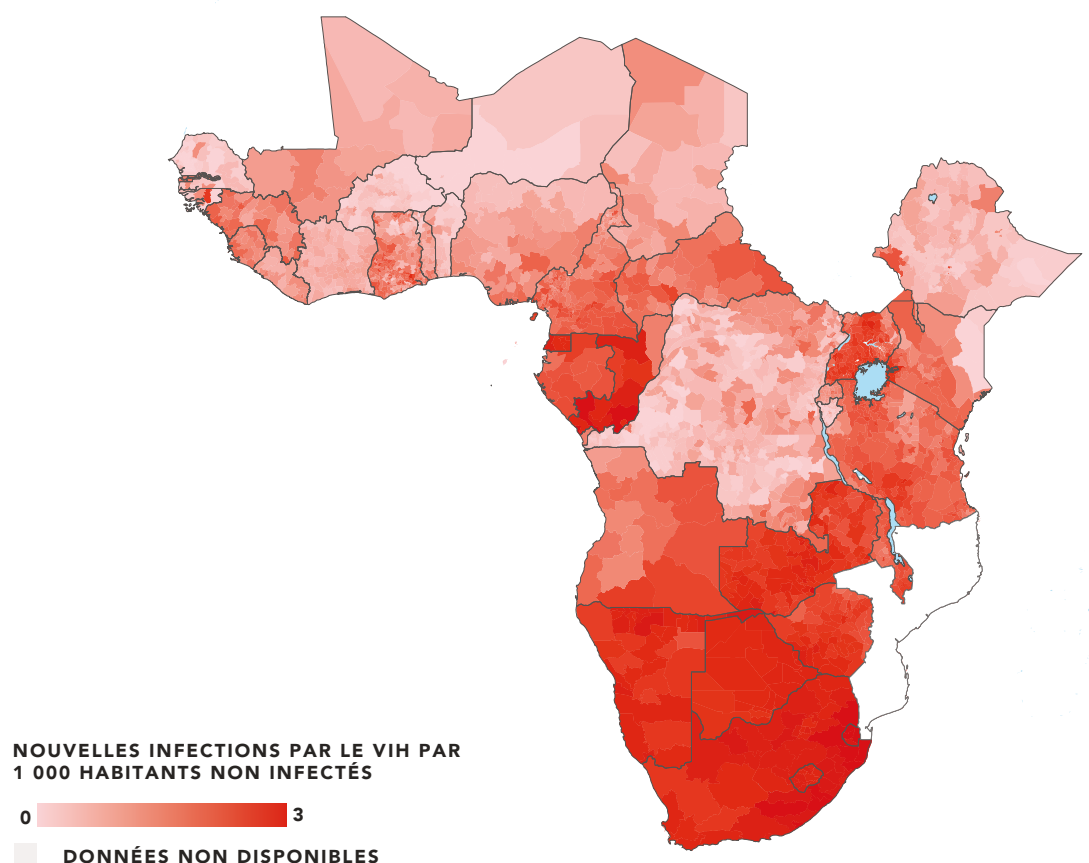 NOUVELLES INFECTIONS PAR LE VIH PAR
1 000 HABITANTS NON INFECTÉS
0 3
DONNÉES NON DISPONIBLES